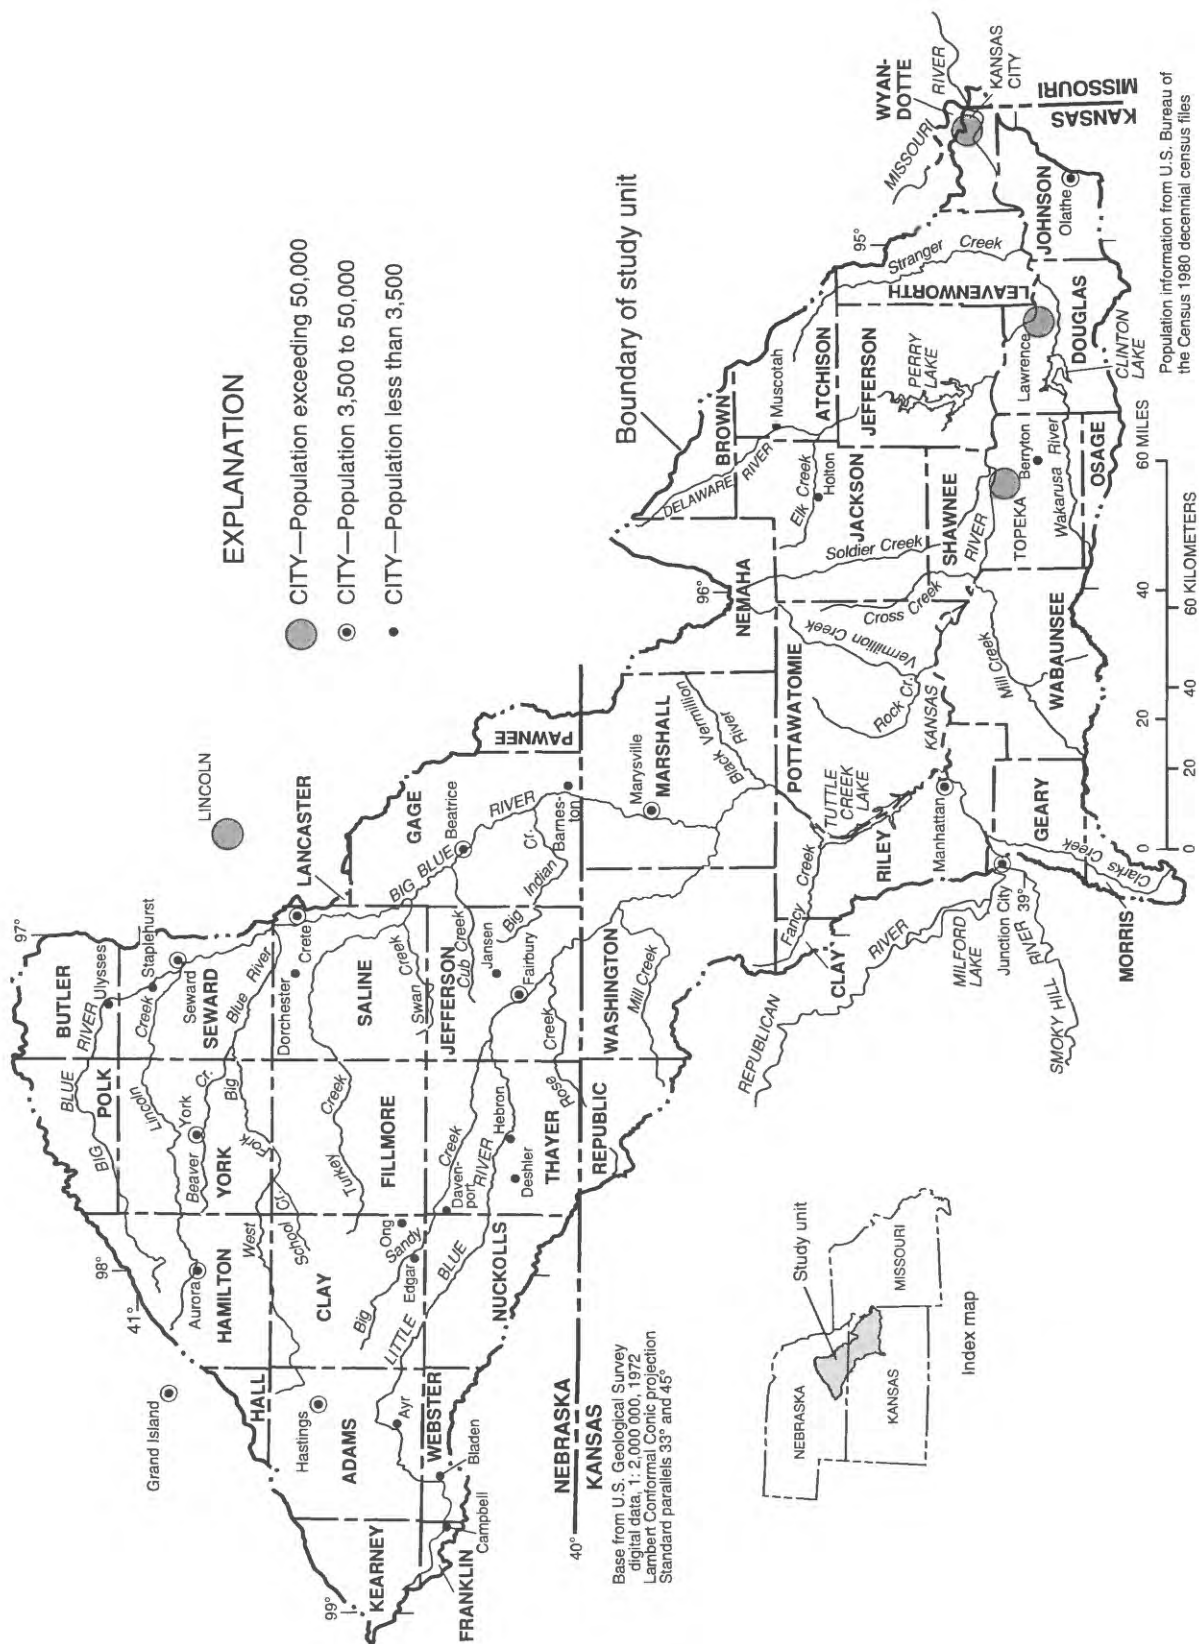 EXPLANATION
CITY—Population exceeding 50,000
CITY—Population 3,500 to 50,000
CITY—Population less than 3,500
Boundary of study unit
LINCOLN
Grand Island
41°
98°
97°
99°
40°
96°
95°
39°
BUTLER
POLK
SEWARD
YORK
HAMILTON
HALL
LANCASTER
SALINE
FILLMORE
CLAY
ADAMS
KEARNEY
FRANKLIN
WEBSTER
NUCKOLLS
THAYER
JEFFERSON
GAGE
PAWNEE
Ulysses
Staplehurst
Seward
York
Aurora
Hastings
Crete
Dorchester
Beatrice
Barnes-
ton
Jansen
Fairbury
Hebron
Deshler
Daven-
port
Ong
Edgar
Ayr
Bladen
Campbell
BIG
BLUE
RIVER
Lincoln
Creek
Beaver
Cr.
West
Fork
Big
Blue River
School
Cr.
Turkey
Creek
Swan
Creek
Cub Creek
BIG BLUE
RIVER
Big Indian
Cr.
Big
Sandy
Creek
LITTLE
BLUE
RIVER
Rose
Creek
NEBRASKA
KANSAS
REPUBLIC
WASHINGTON
MARSHALL
NEMAHA
BROWN
ATCHISON
JACKSON
JEFFERSON
LEAVENWORTH
WYAN-
DOTTE
JOHNSON
DOUGLAS
SHAWNEE
OSAGE
WABAUNSEE
POTTAWATOMIE
RILEY
CLAY
GEARY
MORRIS
Marysville
Manhattan
Junction City
Muscotah
Holton
TOPEKA
Berryton
Lawrence
Olathe
KANSAS
CITY
Mill Creek
Black Vermillion
River
Fancy
Creek
TUTTLE
CREEK
LAKE
REPUBLICAN
RIVER
MILFORD
LAKE
SMOKY HILL
RIVER
Clarks
Creek
Rock Cr.
Vermillion Creek
Cross Creek
Soldier Creek
Elk Creek
DELAWARE
RIVER
PERRY
LAKE
Stranger
Creek
MISSOURI
RIVER
KANSAS
RIVER
Mill Creek
Wakarusa
River
CLINTON
LAKE
KANSAS
MISSOURI
0
20
40
60 MILES
0
20
40
60 KILOMETERS
Population information from U.S. Bureau of
the Census 1980 decennial census files
Base from U.S. Geological Survey
digital data, 1: 2,000 000, 1972
Lambert Conformal Conic projection
Standard parallels 33° and 45°
NEBRASKA
Study unit
KANSAS
MISSOURI
Index map